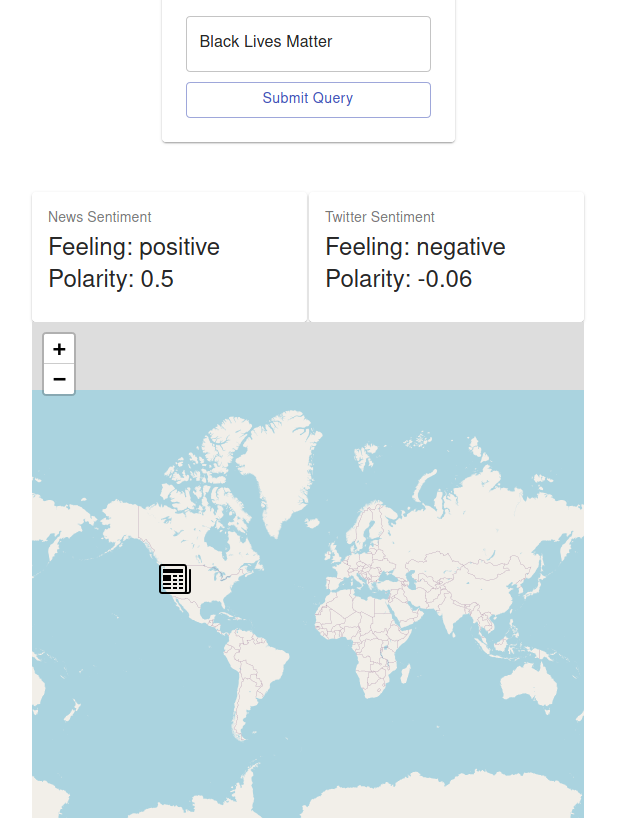 Black Lives Matter
Submit Query
News Sentiment
Feeling: positive
Polarity: 0.5
Twitter Sentiment
Feeling: negative
Polarity: -0.06
+
−